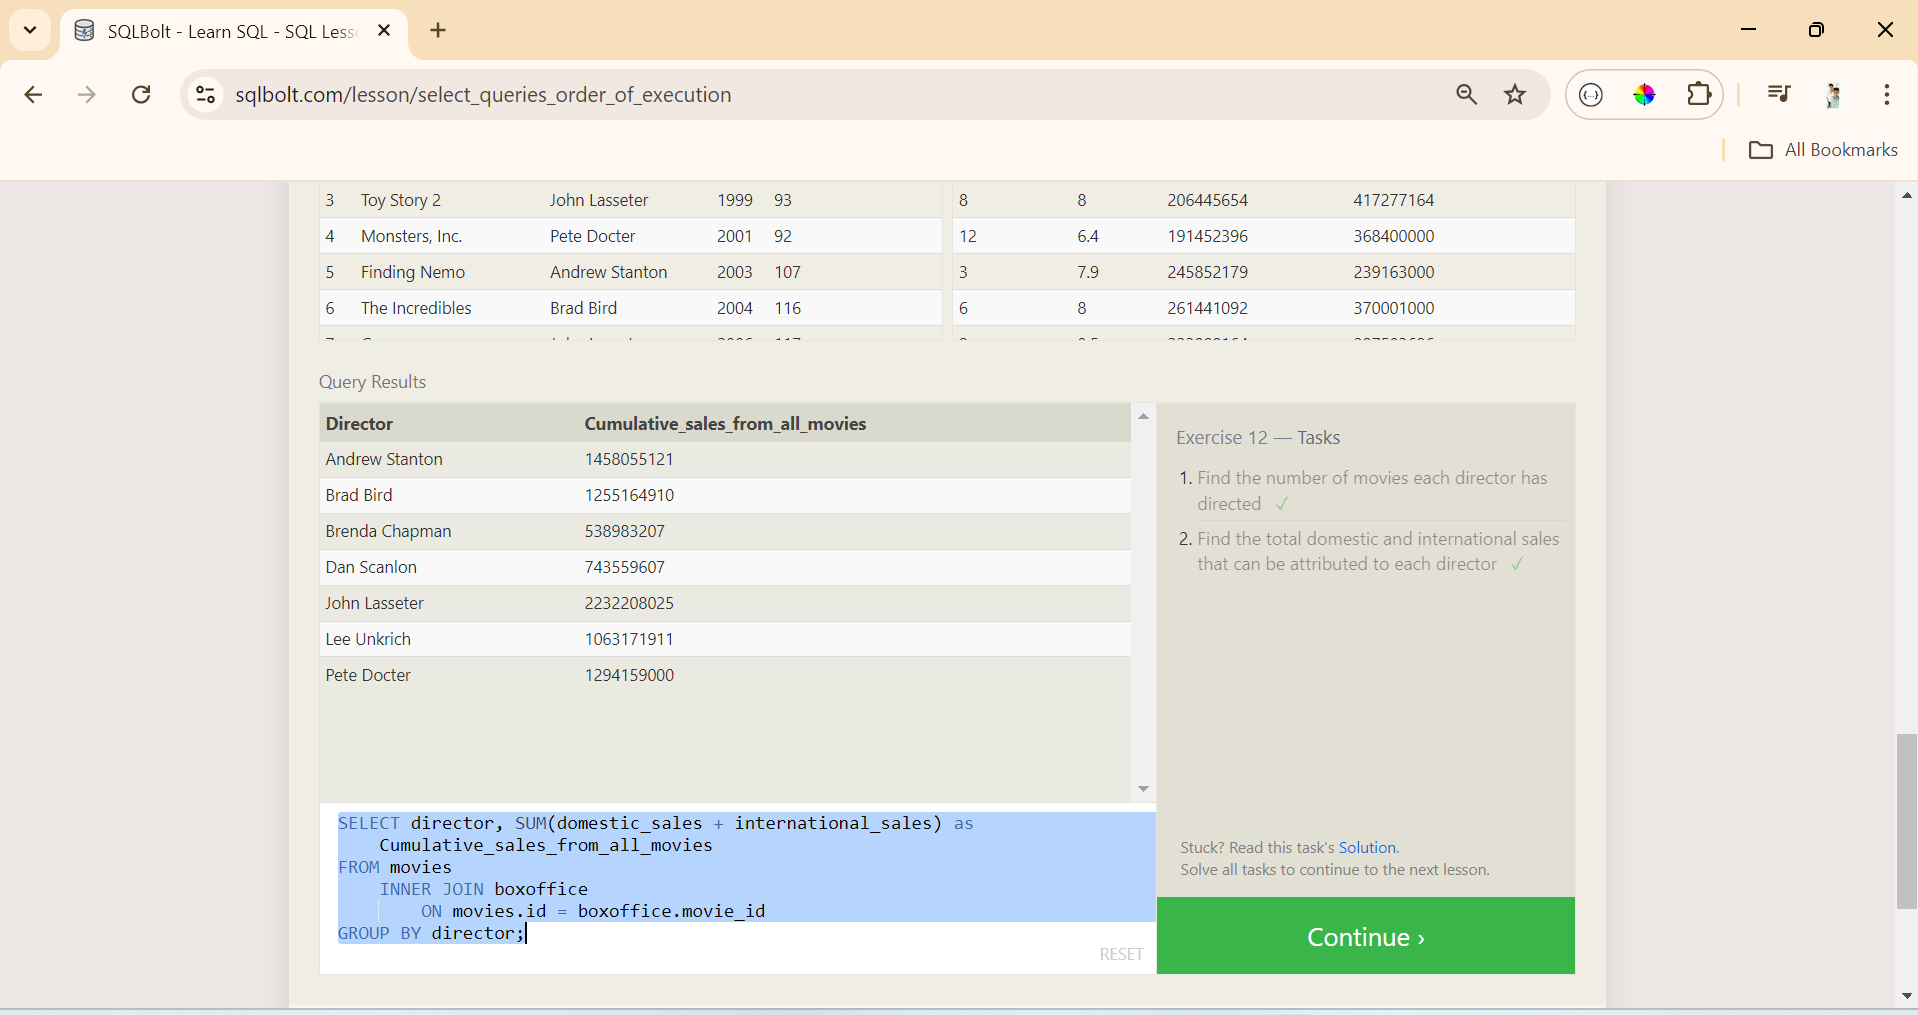 SQLBolt - Learn SQL - SQL Less
sqlbolt.com/lesson/select_queries_order_of_execution
All Bookmarks
3 Toy Story 2 John Lasseter 1999 93 8 8 206445654 417277164
4 Monsters, Inc. Pete Docter 2001 92 12 6.4 191452396 368400000
5 Finding Nemo Andrew Stanton 2003 107 3 7.9 245852179 239163000
6 The Incredibles Brad Bird 2004 116 6 8 261441092 370001000
Query Results
Director Cumulative_sales_from_all_movies
Andrew Stanton 1458055121
Brad Bird 1255164910
Brenda Chapman 538983207
Dan Scanlon 743559607
John Lasseter 2232208025
Lee Unkrich 1063171911
Pete Docter 1294159000
Exercise 12 — Tasks
1. Find the number of movies each director has
directed ✓
2. Find the total domestic and international sales
that can be attributed to each director ✓
SELECT director, SUM(domestic_sales + international_sales) as
Cumulative_sales_from_all_movies
FROM movies
INNER JOIN boxoffice
ON movies.id = boxoffice.movie_id
GROUP BY director;
RESET
Stuck? Read this task's Solution.
Solve all tasks to continue to the next lesson.
Continue ›